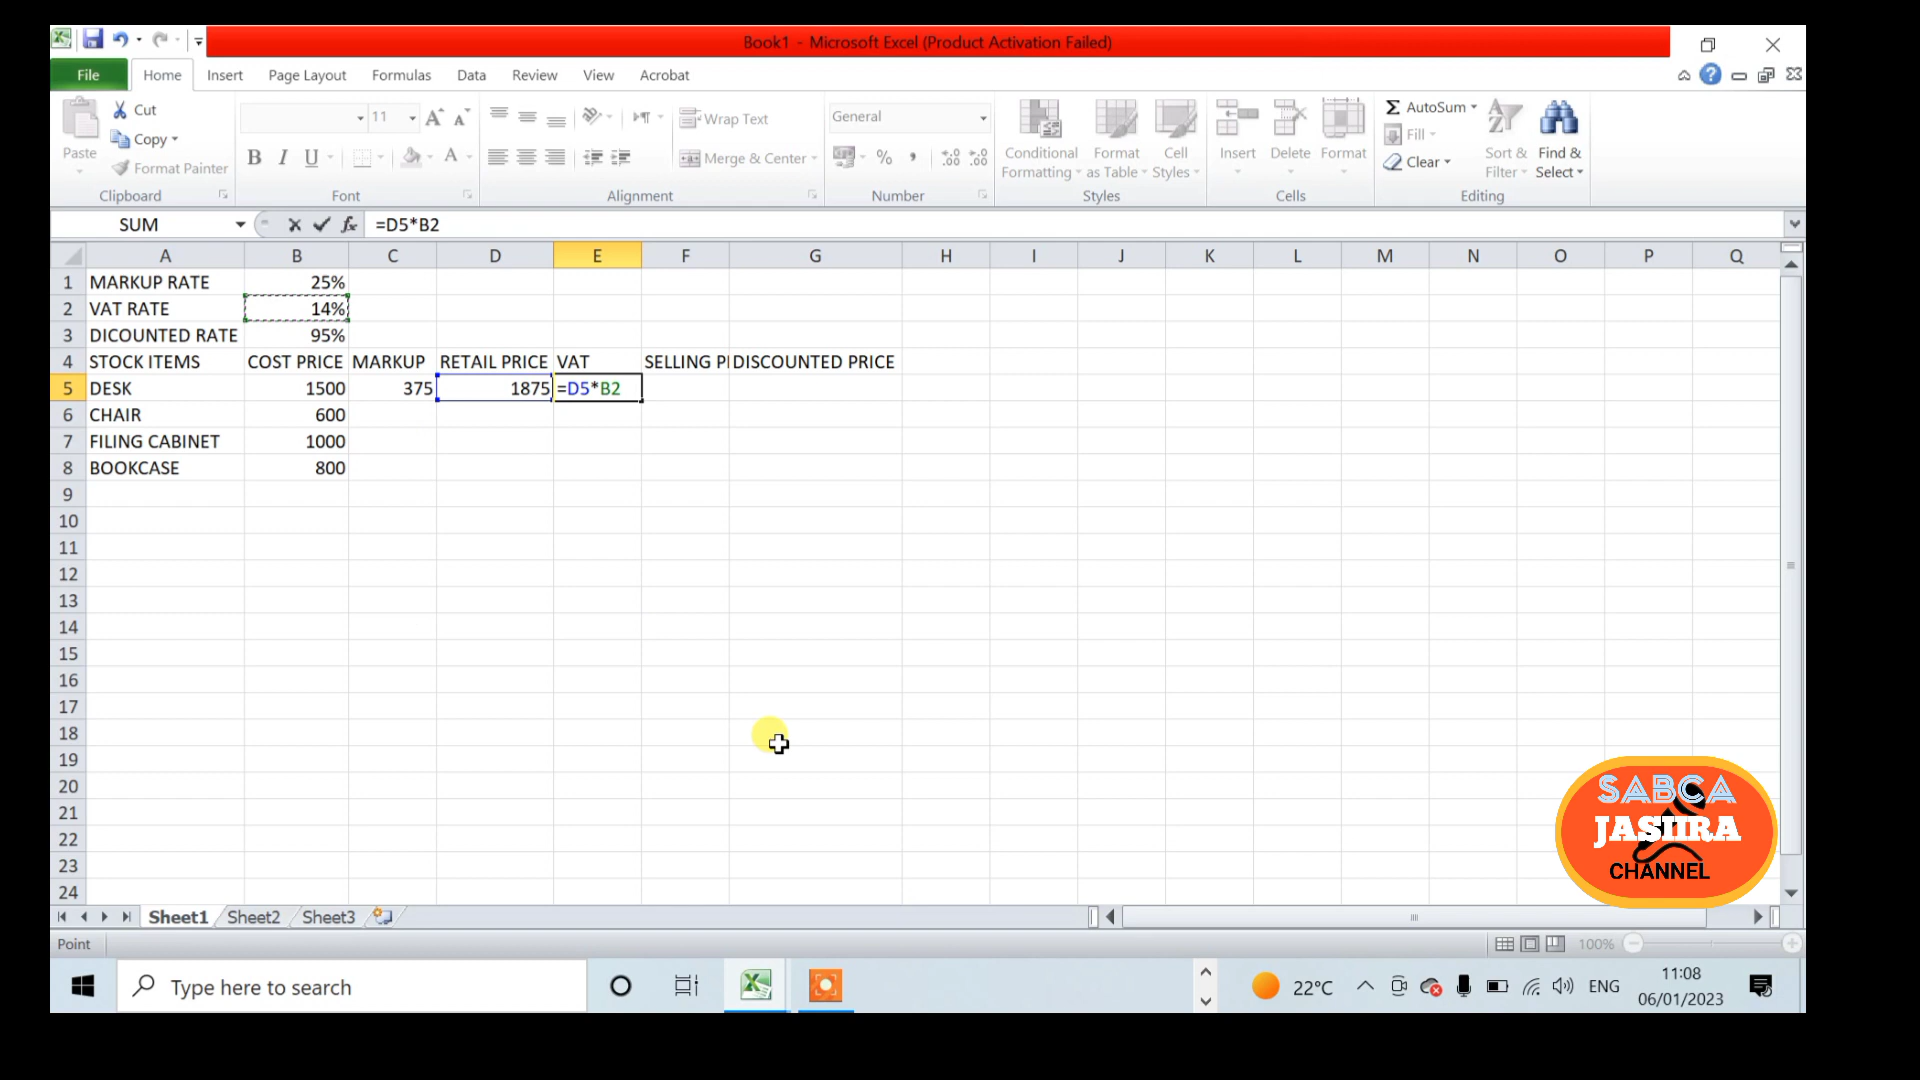 Book1 - Microsoft Excel (Product Activation Failed)
File Home Insert Page Layout Formulas Data Review View Acrobat
Paste
Cut
Copy
Format Painter
Clipboard
11
B I U
Font
Wrap Text
Merge & Center
Alignment
General
Number
Conditional Formatting
Format as Table
Cell Styles
Styles
Insert Delete Format
Cells
AutoSum
Fill
Clear
Sort & Filter
Find & Select
Editing
SUM fx =D5*B2
A B C D E F G H I J K L M N O P Q
1 MARKUP RATE 25%
2 VAT RATE 14%
3 DICOUNTED RATE 95%
4 STOCK ITEMS COST PRICE MARKUP RETAIL PRICE VAT SELLING PI DISCOUNTED PRICE
5 DESK 1500 375 1875 =D5*B2
6 CHAIR 600
7 FILING CABINET 1000
8 BOOKCASE 800
9
10
11
12
13
14
15
16
17
18
19
20
21
22
23
24
SABCA
JASIIRA
CHANNEL
Sheet1 Sheet2 Sheet3
Point 100%
Type here to search 22°C ENG 11:08
06/01/2023